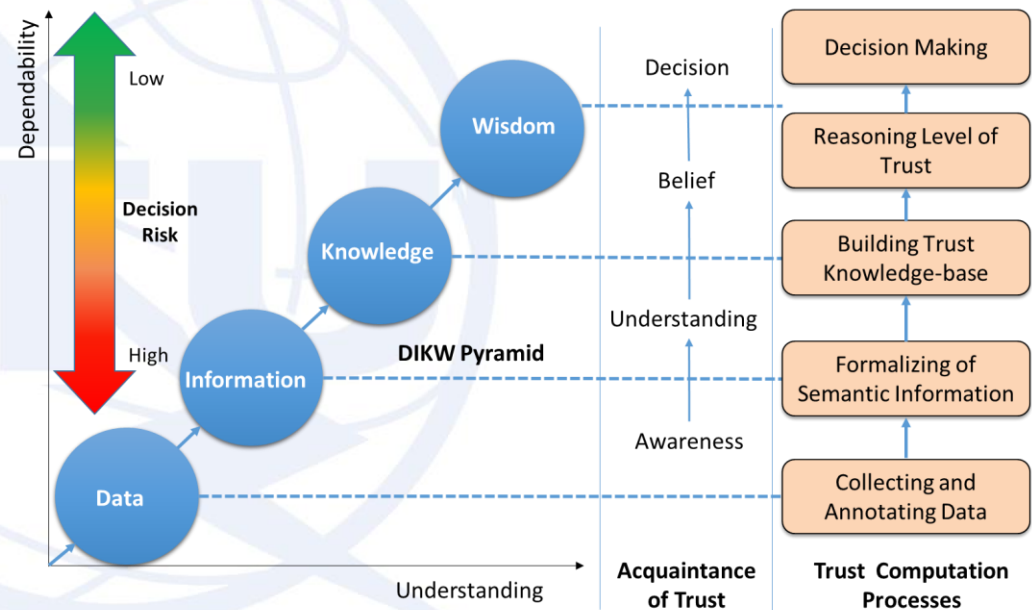 Dependability
Low
Decision
Risk
High
Wisdom
Knowledge
Information
Data
DIKW Pyramid
Understanding
Decision
Belief
Understanding
Awareness
Acquaintance
of Trust
Decision Making
Reasoning Level of
Trust
Building Trust
Knowledge-base
Formalizing of
Semantic Information
Collecting and
Annotating Data
Trust Computation
Processes